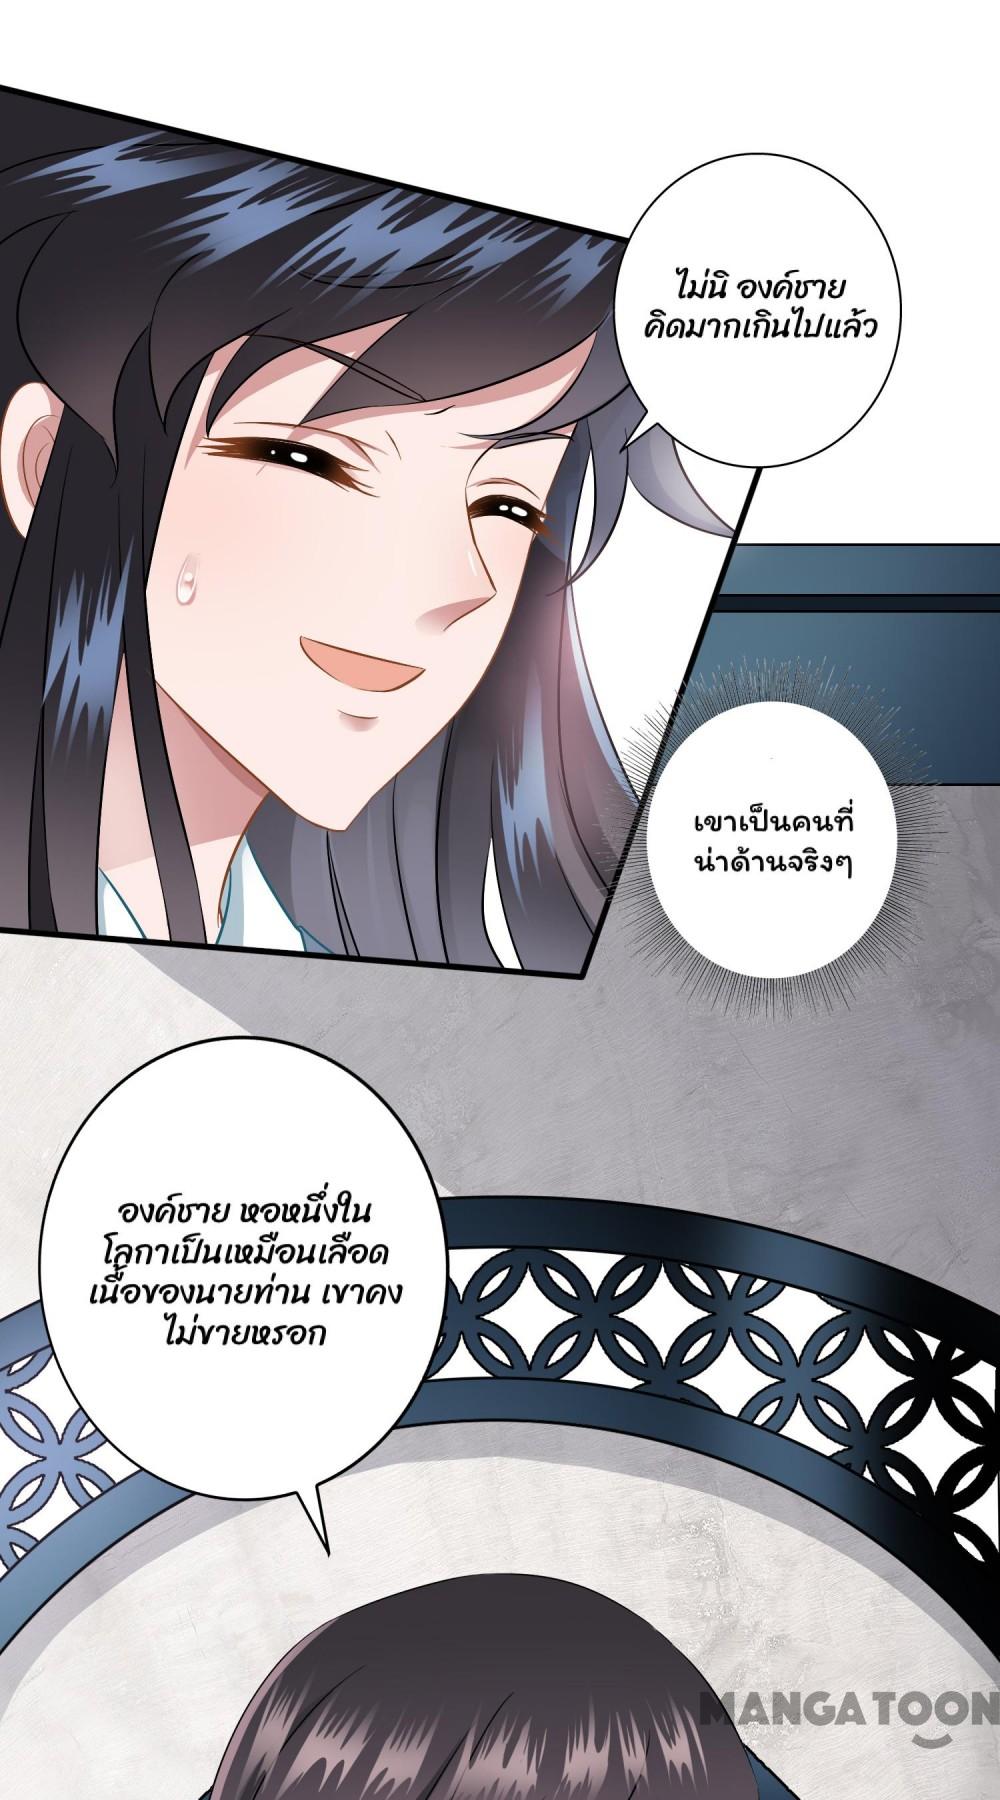 ไม่นิ องค์ชาย
คิดมากเกินไปแล้ว
เขาเป็นคนที่
น่าด้านจริงๆ
องค์ชาย หอหนึ่งใน
โลกาเป็นเหมือนเลือด
เนื้อของนายท่าน เขาคง
ไม่ขายหรอก
MANGATOON